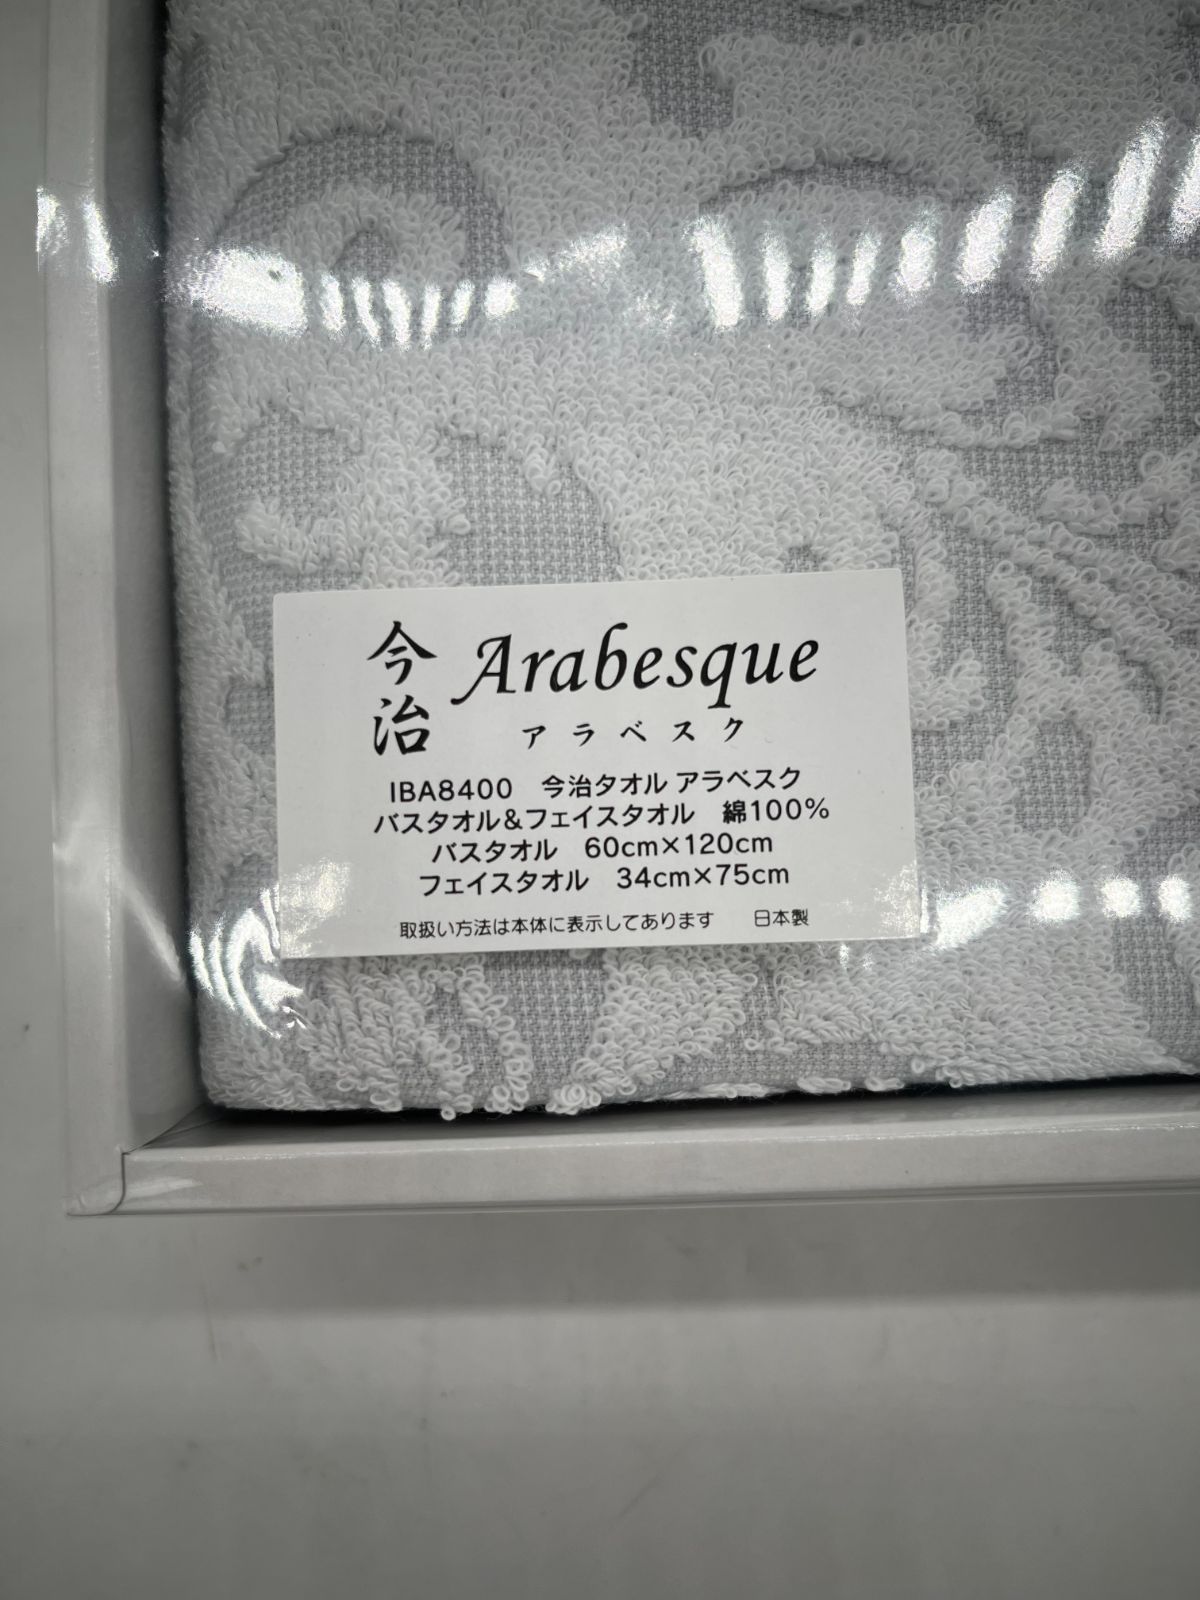 今治 Arabesque
アラベスク
IBA8400 今治タオル アラベスク
バスタオル&フェイスタオル 綿100%
バスタオル 60cm×120cm
フェイスタオル 34cm×75cm
取扱い方法は本体に表示してあります 日本製